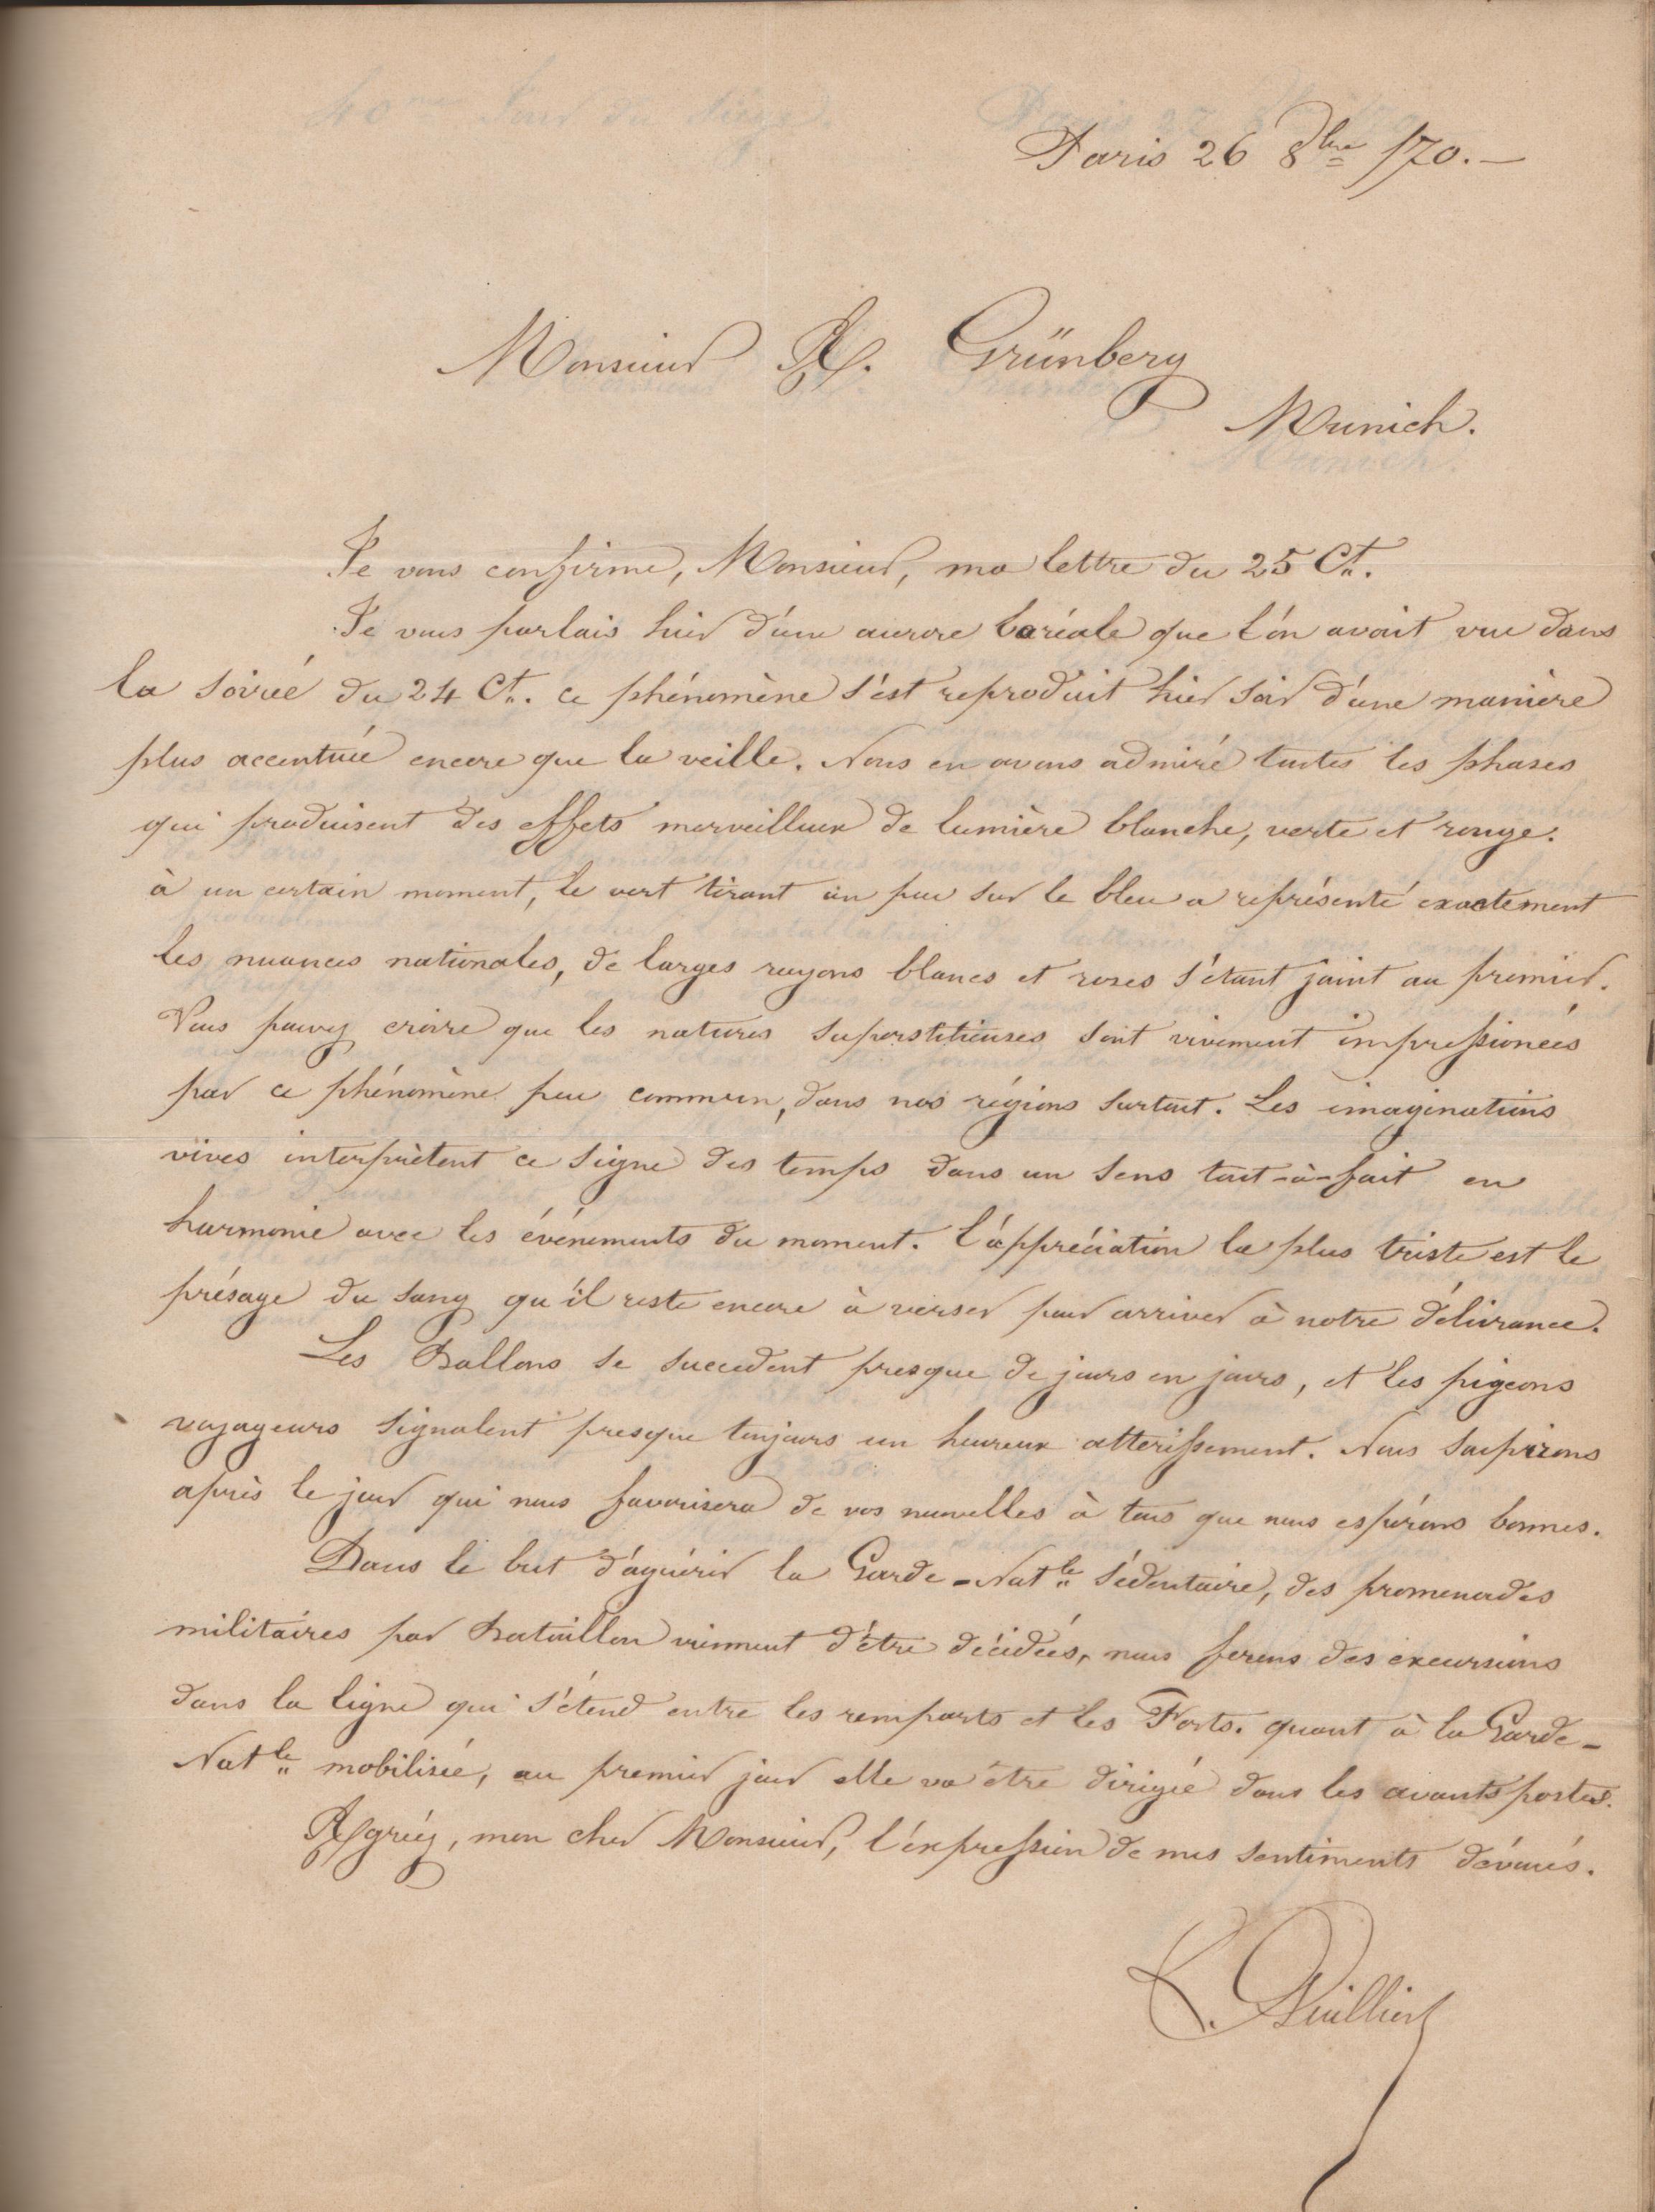 Paris 26 8bre /70.—
Monsieur A. Grünberg
Munich.
Je vous confirme, Monsieur, ma lettre du 25 Ct.
Je vous parlais hier d'une aurore boréale que l'on avait vue dans
la soirée du 24 Ct. ce phénomène s'est reproduit hier soir d'une manière
plus accentuée encore que la veille. Nous en avons admiré toutes les phases
qui produisent des effets merveilleux de lumière blanche, verte et rouge.
à un certain moment, le vert tirant un peu sur le bleu a représenté exactement
les nuances nationales, de larges rayons blancs et roses s'étant joint au premier.
Vous pouvez croire que les natures superstitieuses sont vivement impressionées
par ce phénomène peu commun, dans nos régions surtout. Les imaginations
vives interprètent ce signe des temps dans un sens tout-à-fait en
harmonie avec les événements du moment. l'appréciation la plus triste est le
présage du sang qu'il reste encore à verser pour arriver à notre délivrance.
Les Ballons se succedent presque de jours en jours, et les pigeons
voyageurs signalent presque toujours un heureux atterissement. Nous soupirons
après le jour qui nous favorisera de vos nouvelles à tous que nous espérons bonnes.
Dans le but d'aguérir la Garde-Natle sédentaire, des promenades
militaires par Bataillon viennent d'être décidées, nous ferons des excursions
dans la ligne qui s'étend entre les remparts et les Forts. quant à la Garde-
Natle mobilisée, au premier jour elle va être dirigée dans les avants postes.
Agréez, mon cher Monsieur, l'expression de mes sentiments dévoués.